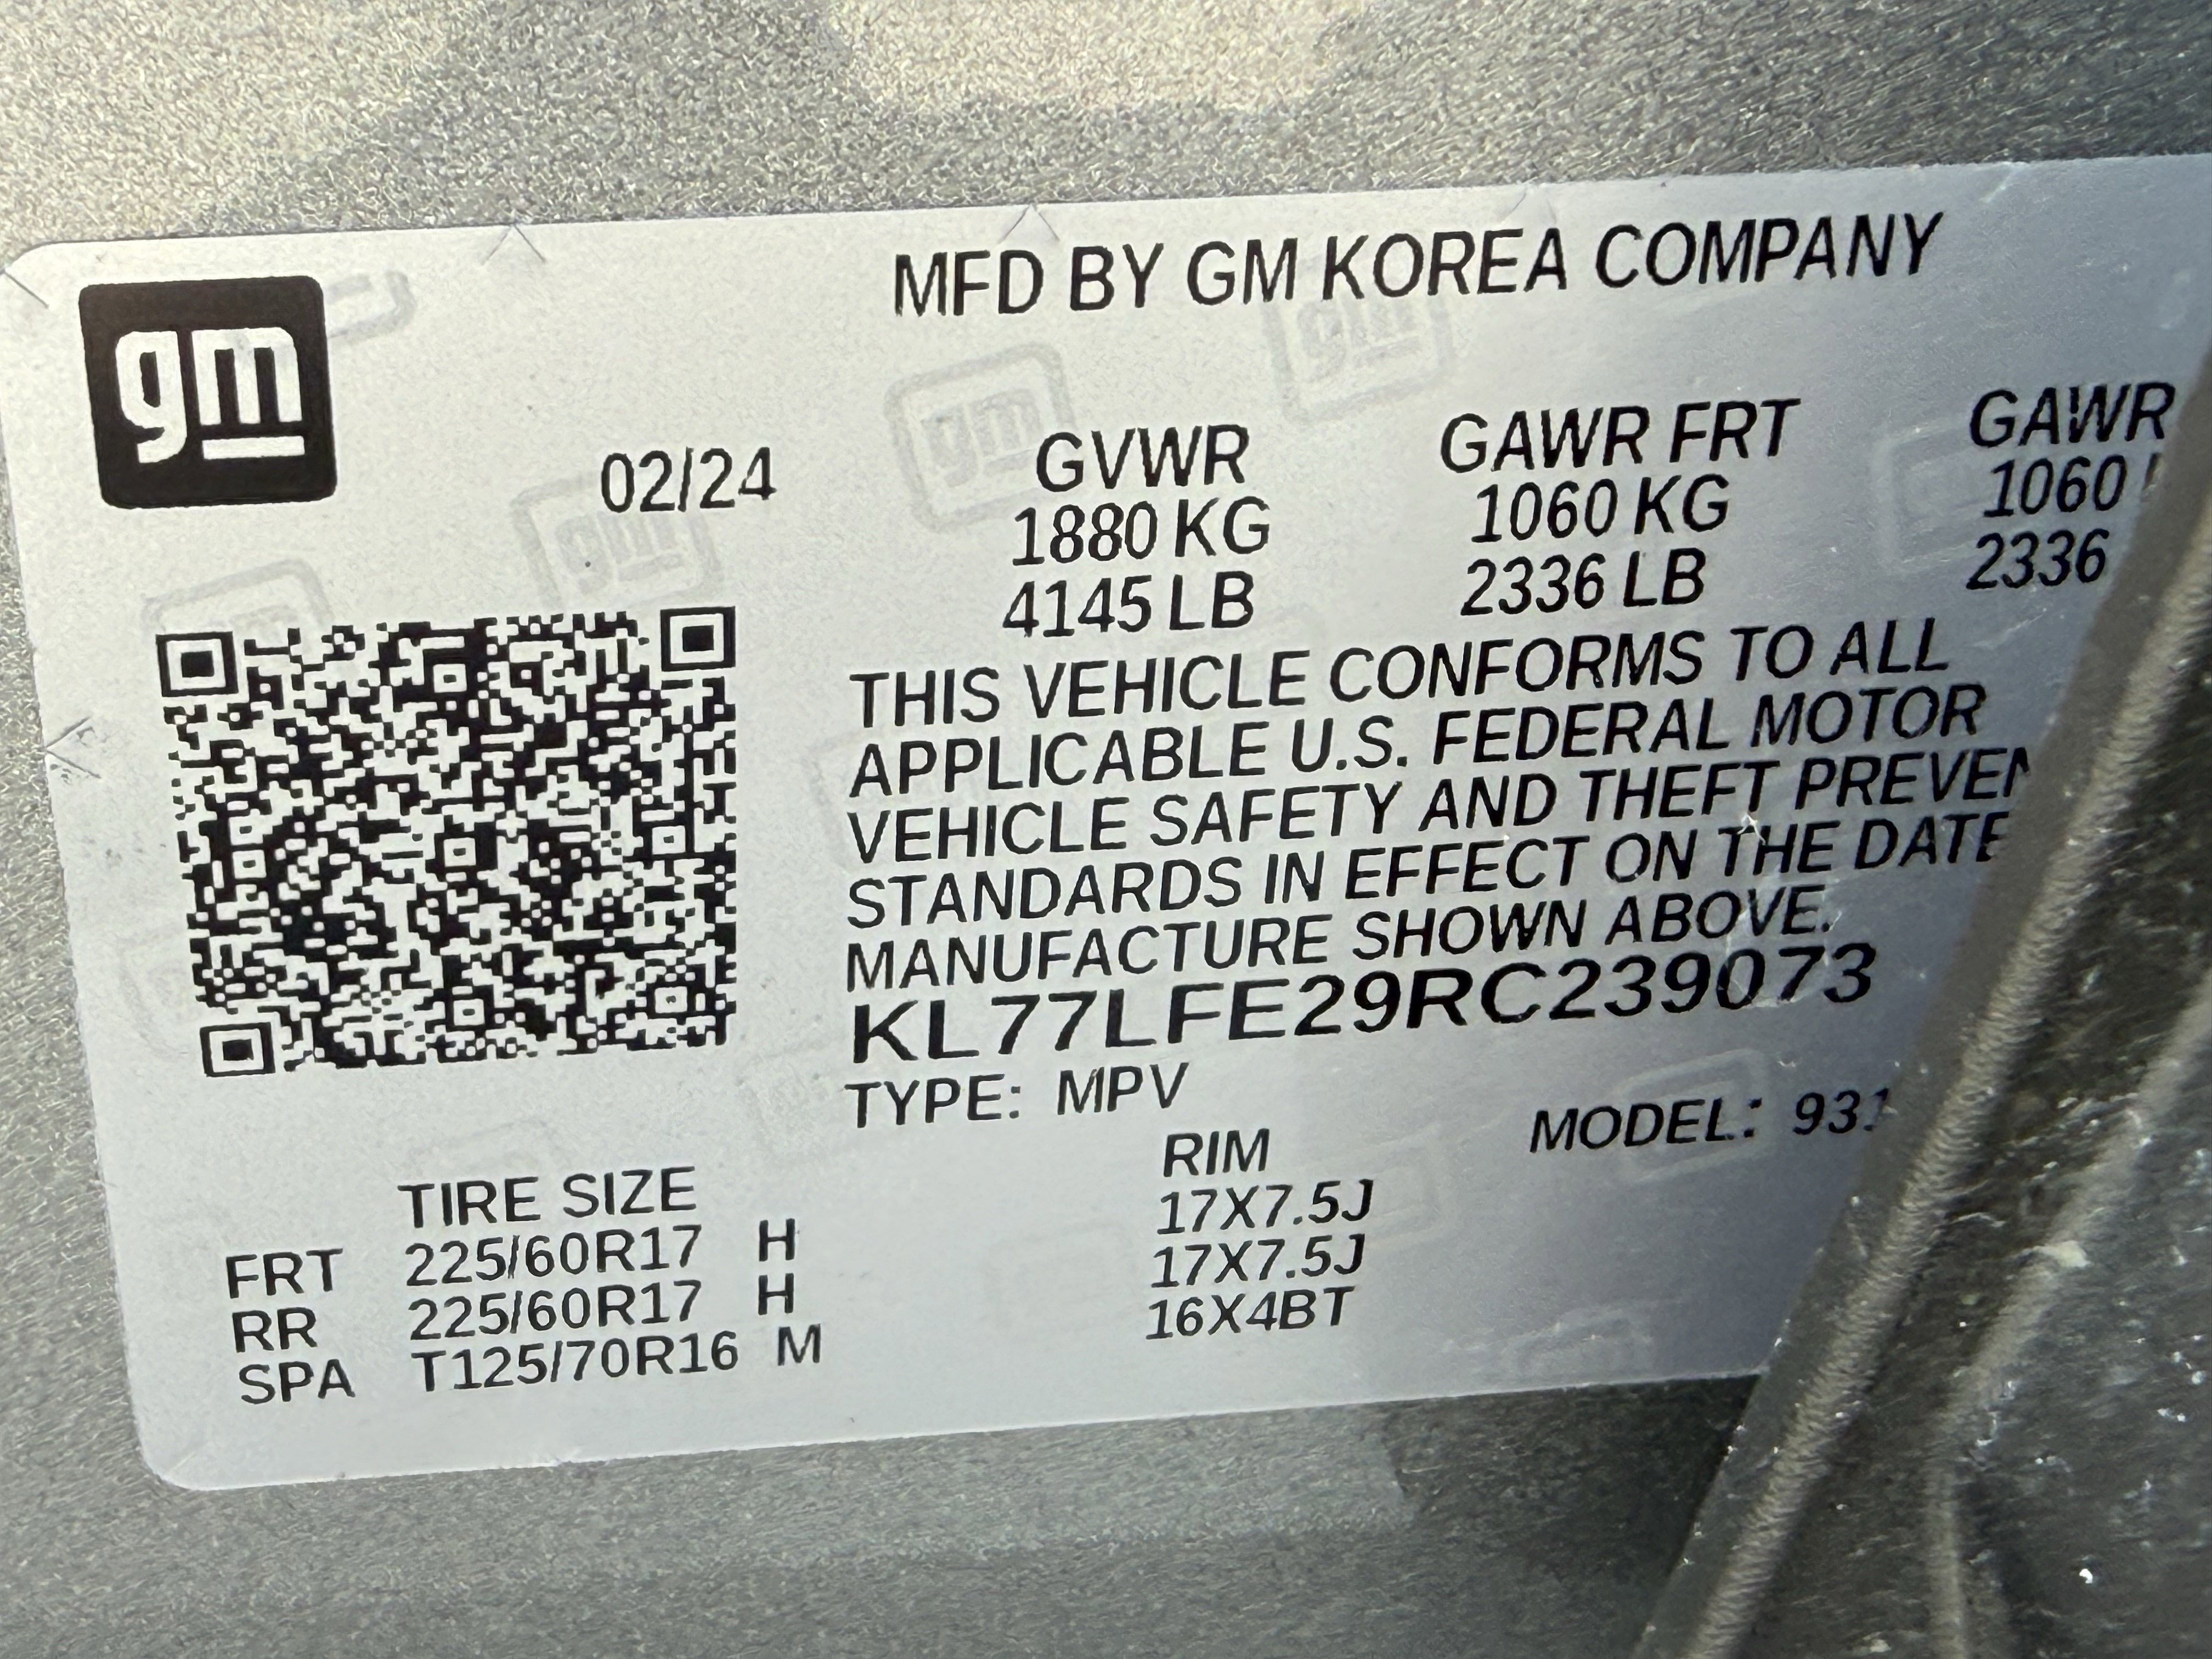 gm
MFD BY GM KOREA COMPANY
02/24
GVWR GAWR FRT GAWR
1880 KG 1060 KG 1060
4145 LB 2336 LB 2336
THIS VEHICLE CONFORMS TO ALL
APPLICABLE U.S. FEDERAL MOTOR
VEHICLE SAFETY AND THEFT PREVEN
STANDARDS IN EFFECT ON THE DATE
MANUFACTURE SHOWN ABOVE.
KL77LFE29RC239073
TYPE: MPV
MODEL: 931
TIRE SIZE RIM
FRT 225/60R17 H 17X7.5J
RR 225/60R17 H 17X7.5J
SPA T125/70R16 M 16X4BT